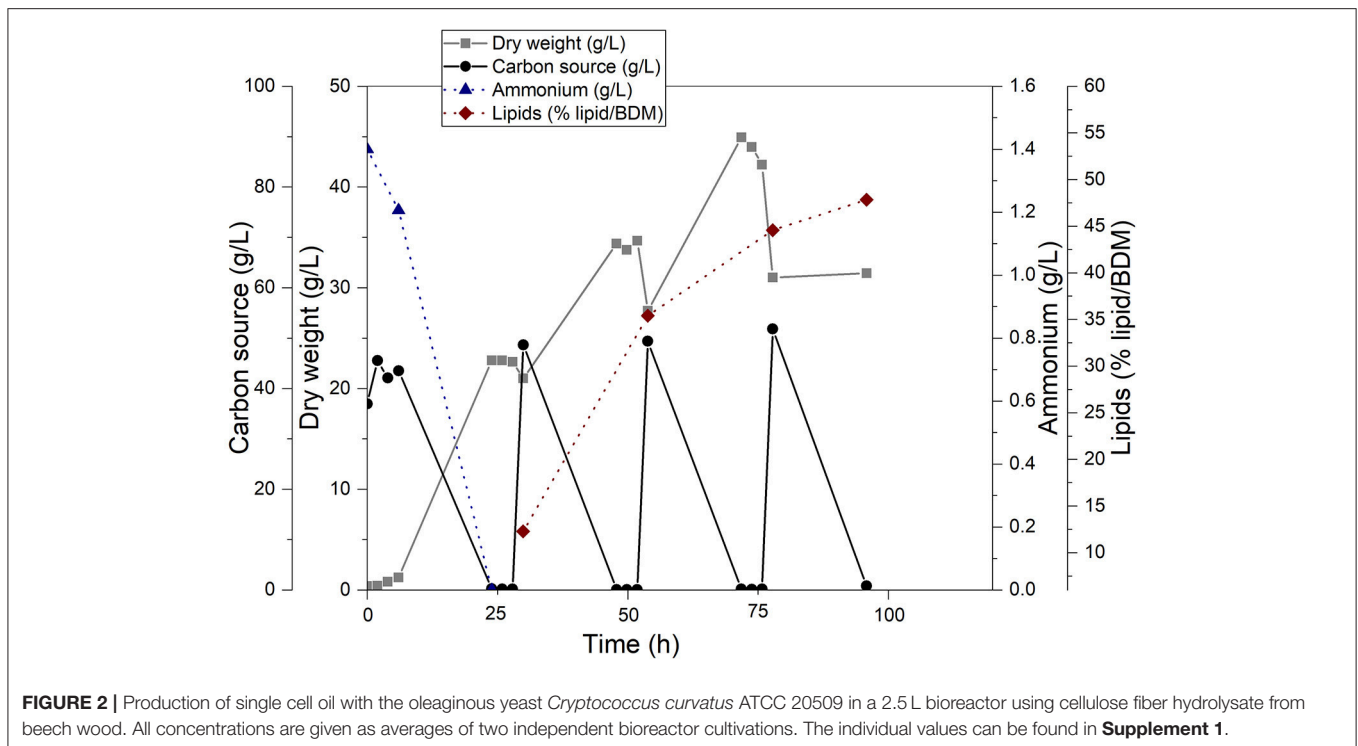 Dry weight (g/L)
Carbon source (g/L)
Ammonium (g/L)
Lipids (% lipid/BDM)
100
80
60
40
20
0
Carbon source (g/L)
50
40
30
20
10
0
Dry weight (g/L)
1.6
1.4
1.2
1.0
0.8
0.6
0.4
0.2
0.0
Ammonium (g/L)
60
55
50
45
40
35
30
25
20
15
10
Lipids (% lipid/BDM)
0 25 50 75 100
Time (h)
FIGURE 2 | Production of single cell oil with the oleaginous yeast Cryptococcus curvatus ATCC 20509 in a 2.5 L bioreactor using cellulose fiber hydrolysate from
beech wood. All concentrations are given as averages of two independent bioreactor cultivations. The individual values can be found in Supplement 1.